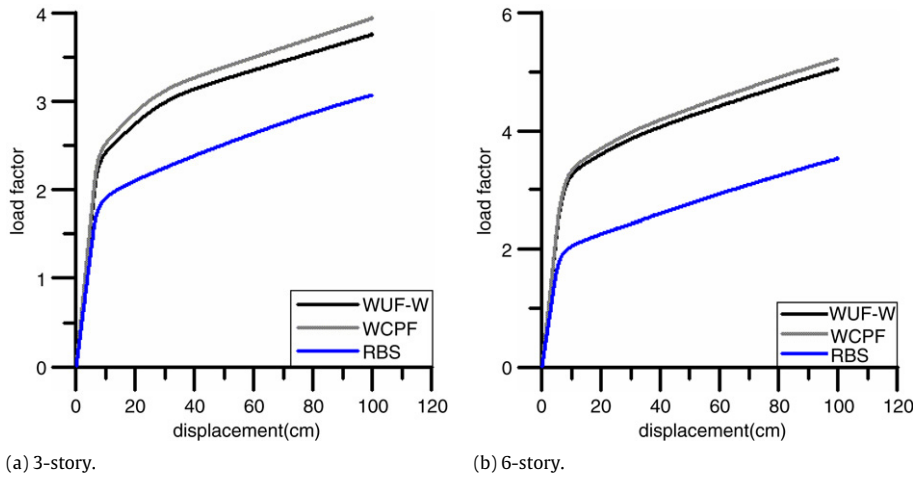 4
3
2
1
0
load factor
0
20
40
60
80
100
120
displacement(cm)
WUF-W
WCPF
RBS
(a) 3-story.
6
4
2
0
load factor
0
20
40
60
80
100
120
displacement(cm)
WUF-W
WCPF
RBS
(b) 6-story.